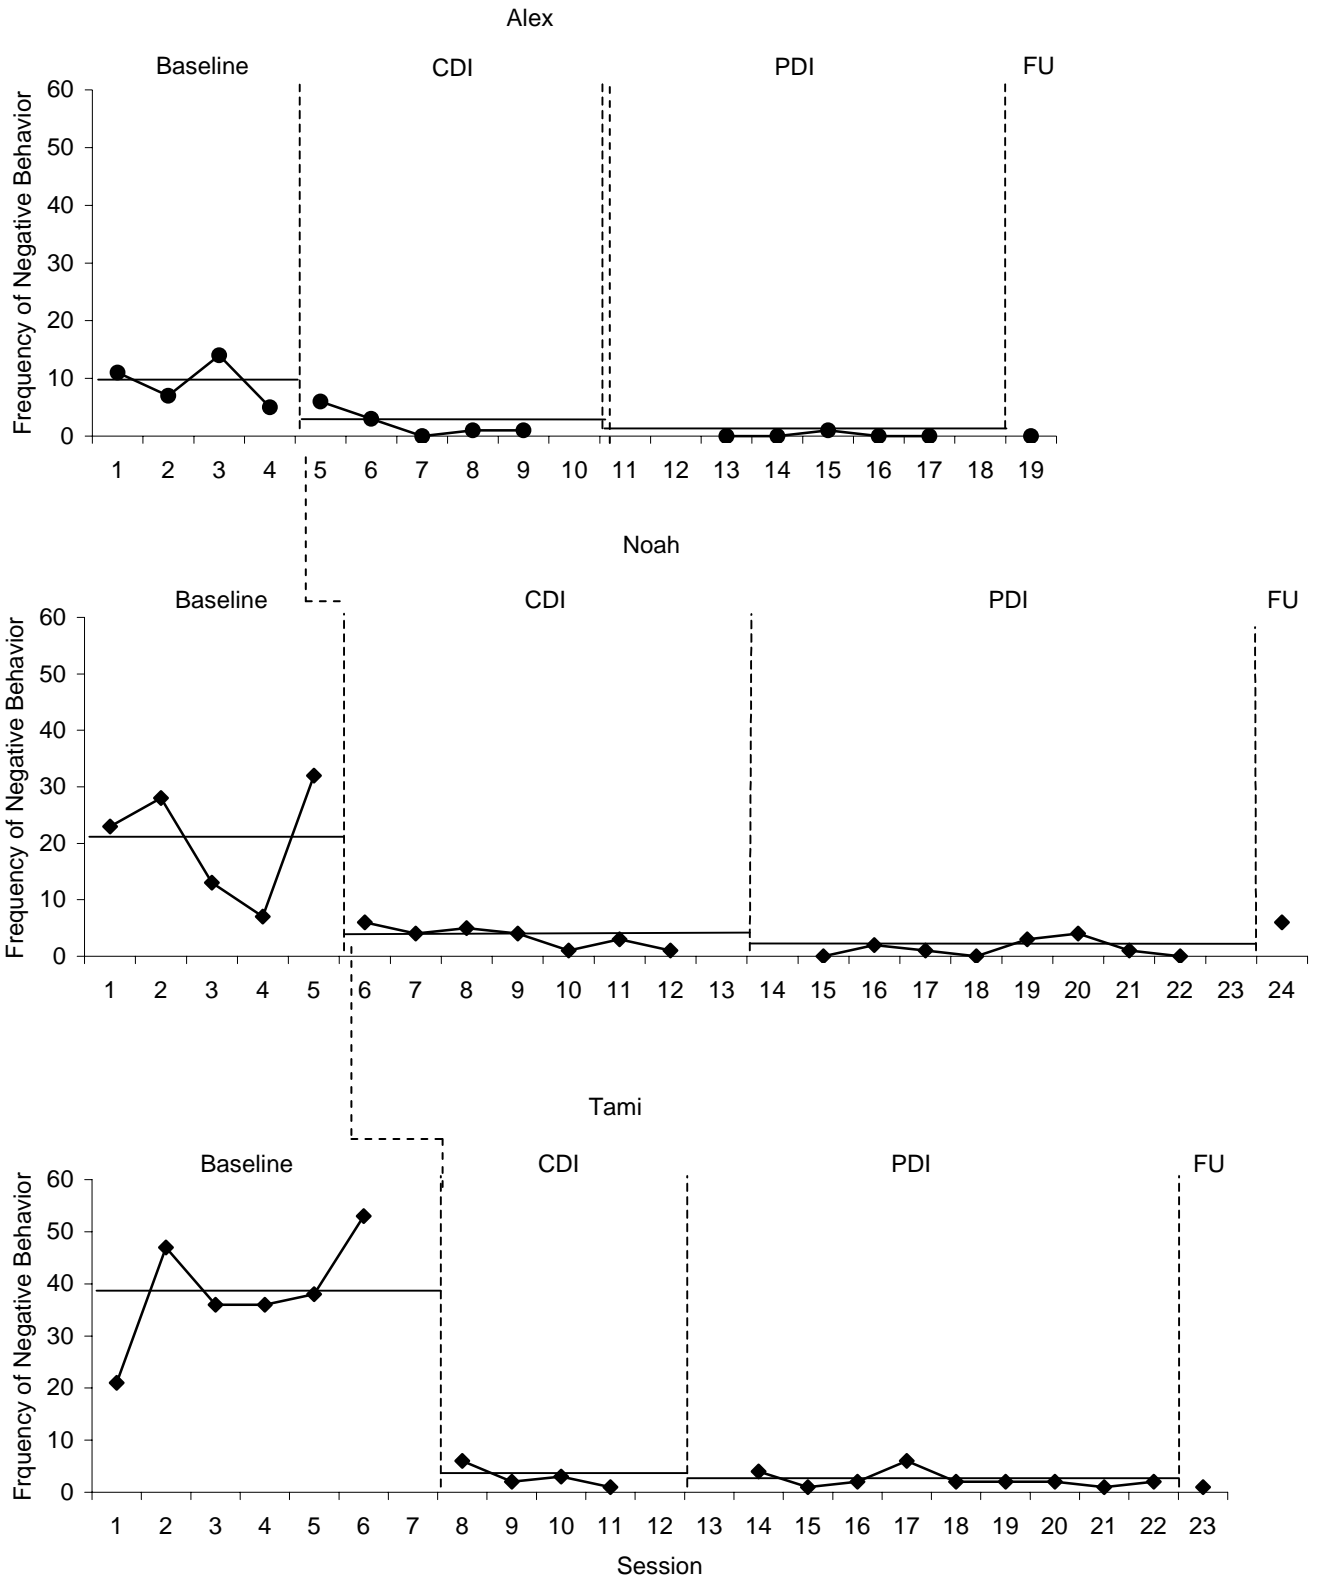 Alex
Baseline CDI PDI FU
Frequency of Negative Behavior
60
50
40
30
20
10
0
1 2 3 4 5 6 7 8 9 10 11 12 13 14 15 16 17 18 19
Noah
Baseline CDI PDI FU
Frequency of Negative Behavior
60
50
40
30
20
10
0
1 2 3 4 5 6 7 8 9 10 11 12 13 14 15 16 17 18 19 20 21 22 23 24
Tami
Baseline CDI PDI FU
Frquency of Negative Behavior
60
50
40
30
20
10
0
1 2 3 4 5 6 7 8 9 10 11 12 13 14 15 16 17 18 19 20 21 22 23
Session